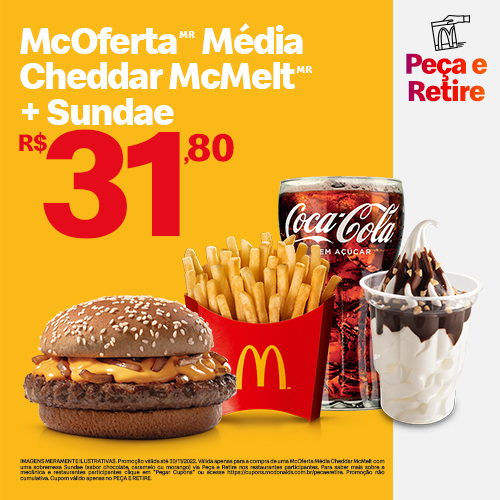 McOferta MR Média
Cheddar McMelt MR
+ Sundae
R$ 31,80
Peça e
Retire
Coca-Cola
SEM AÇÚCAR
IMAGENS MERAMENTE ILUSTRATIVAS. Promoção válida até 30/11/2022. Válida apenas para a compra de uma McOferta Média Cheddar McMelt com
uma sobremesa Sundae (sabor chocolate, caramelo ou morango) via Peça e Retire nos restaurantes participantes. Para saber mais sobre a
mecânica e restaurantes participantes clique em "Pegar Cupons" ou acesse https://cuponsmcdonalds.com.br/pecaeretire. Promoção não
cumulativa. Cupom válido apenas no PEÇA E RETIRE.